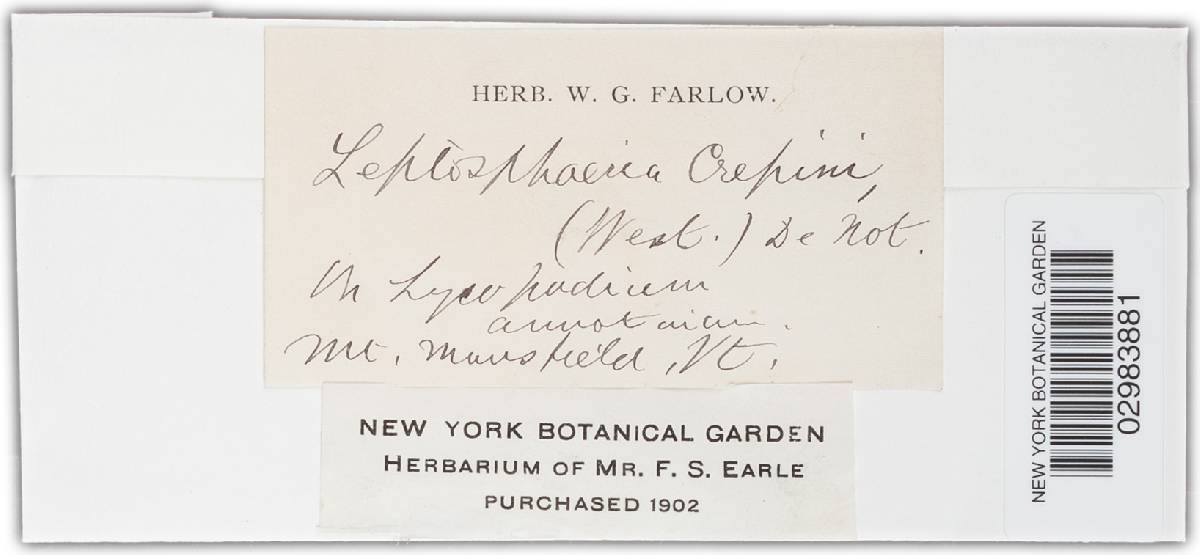 HERB. W. G. FARLOW.
Leptosphaeria Crepini,
(West.) De Not.
On Lycopodium
annotinum.
Mt. Mansfield, Vt.
NEW YORK BOTANICAL GARDEN
HERBARIUM OF MR. F. S. EARLE
PURCHASED 1902
NEW YORK BOTANICAL GARDEN
02983881